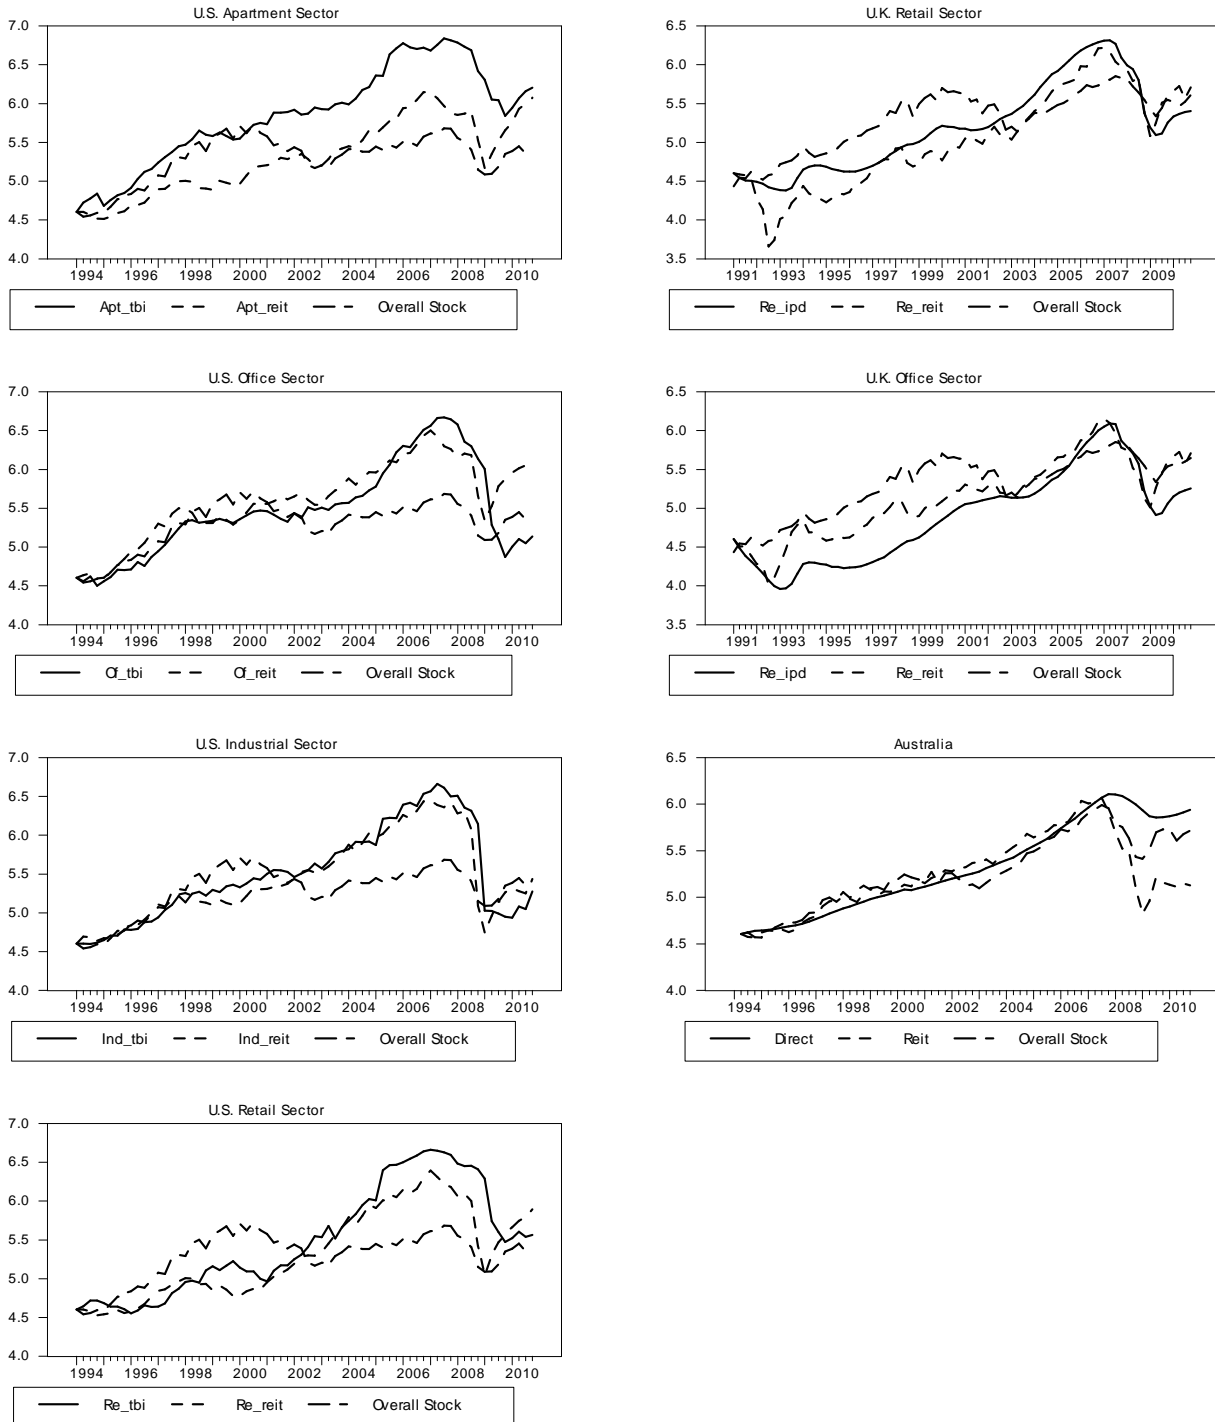 U.S. Apartment Sector
7.0
6.5
6.0
5.5
5.0
4.5
4.0
1994 1996 1998 2000 2002 2004 2006 2008 2010
Apt_tbi Apt_reit Overall Stock
U.K. Retail Sector
6.5
6.0
5.5
5.0
4.5
4.0
3.5
1991 1993 1995 1997 1999 2001 2003 2005 2007 2009
Re_ipd Re_reit Overall Stock
U.S. Office Sector
7.0
6.5
6.0
5.5
5.0
4.5
4.0
1994 1996 1998 2000 2002 2004 2006 2008 2010
Of_tbi Of_reit Overall Stock
U.K. Office Sector
6.5
6.0
5.5
5.0
4.5
4.0
3.5
1991 1993 1995 1997 1999 2001 2003 2005 2007 2009
Re_ipd Re_reit Overall Stock
U.S. Industrial Sector
7.0
6.5
6.0
5.5
5.0
4.5
4.0
1994 1996 1998 2000 2002 2004 2006 2008 2010
Ind_tbi Ind_reit Overall Stock
Australia
6.5
6.0
5.5
5.0
4.5
4.0
1994 1996 1998 2000 2002 2004 2006 2008 2010
Direct Reit Overall Stock
U.S. Retail Sector
7.0
6.5
6.0
5.5
5.0
4.5
4.0
1994 1996 1998 2000 2002 2004 2006 2008 2010
Re_tbi Re_reit Overall Stock